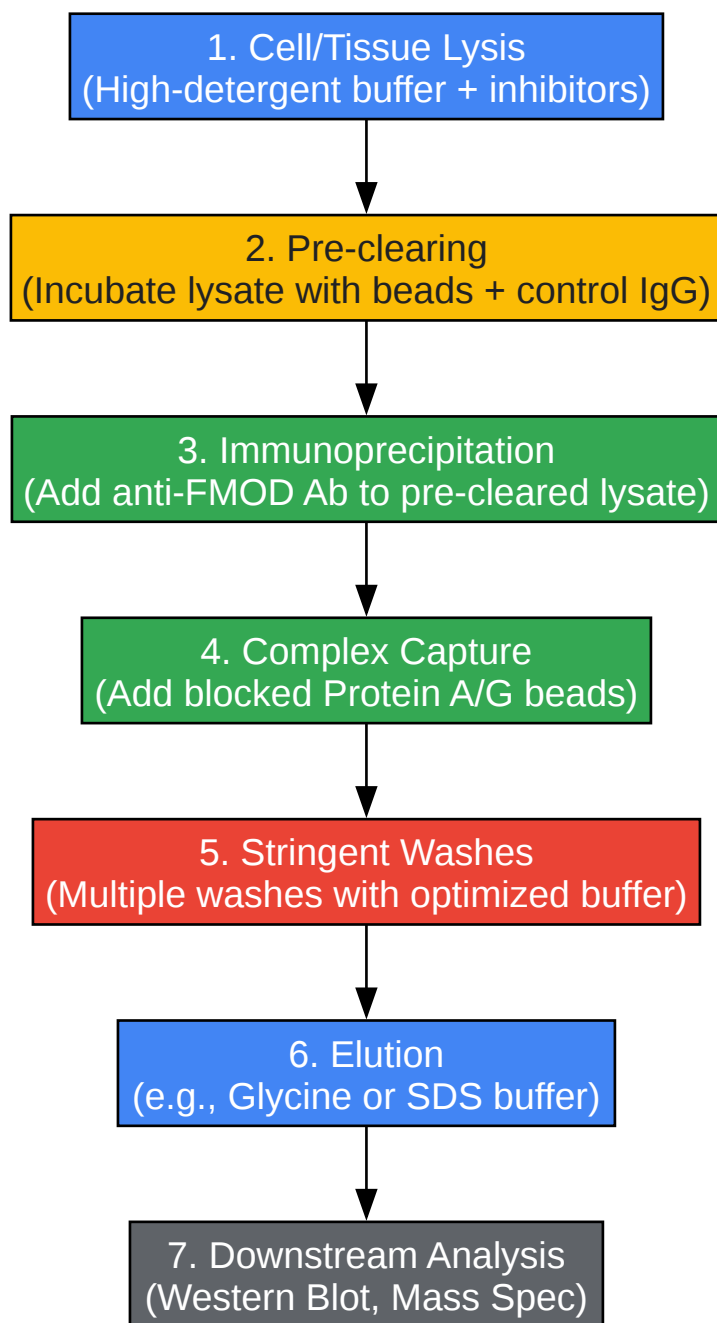 1. Cell/Tissue Lysis
(High-detergent buffer + inhibitors)
2. Pre-clearing
(Incubate lysate with beads + control IgG)
3. Immunoprecipitation
(Add anti-FMOD Ab to pre-cleared lysate)
4. Complex Capture
(Add blocked Protein A/G beads)
5. Stringent Washes
(Multiple washes with optimized buffer)
6. Elution
(e.g., Glycine or SDS buffer)
7. Downstream Analysis
(Western Blot, Mass Spec)